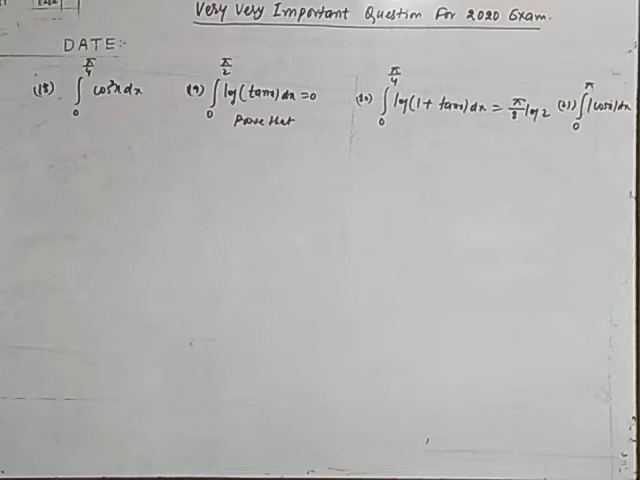 Exam
Very Very Important Question For 2020 Exam.
DATE:-
(18) ∫₀^{π/4} cos²x dx (19) ∫₀^{π/2} log(tanx) dx = 0 (20) ∫₀^{π/4} log(1 + tanx) dx = π/8 log 2 (21) ∫₀^{π} |cosx| dx
Prove that